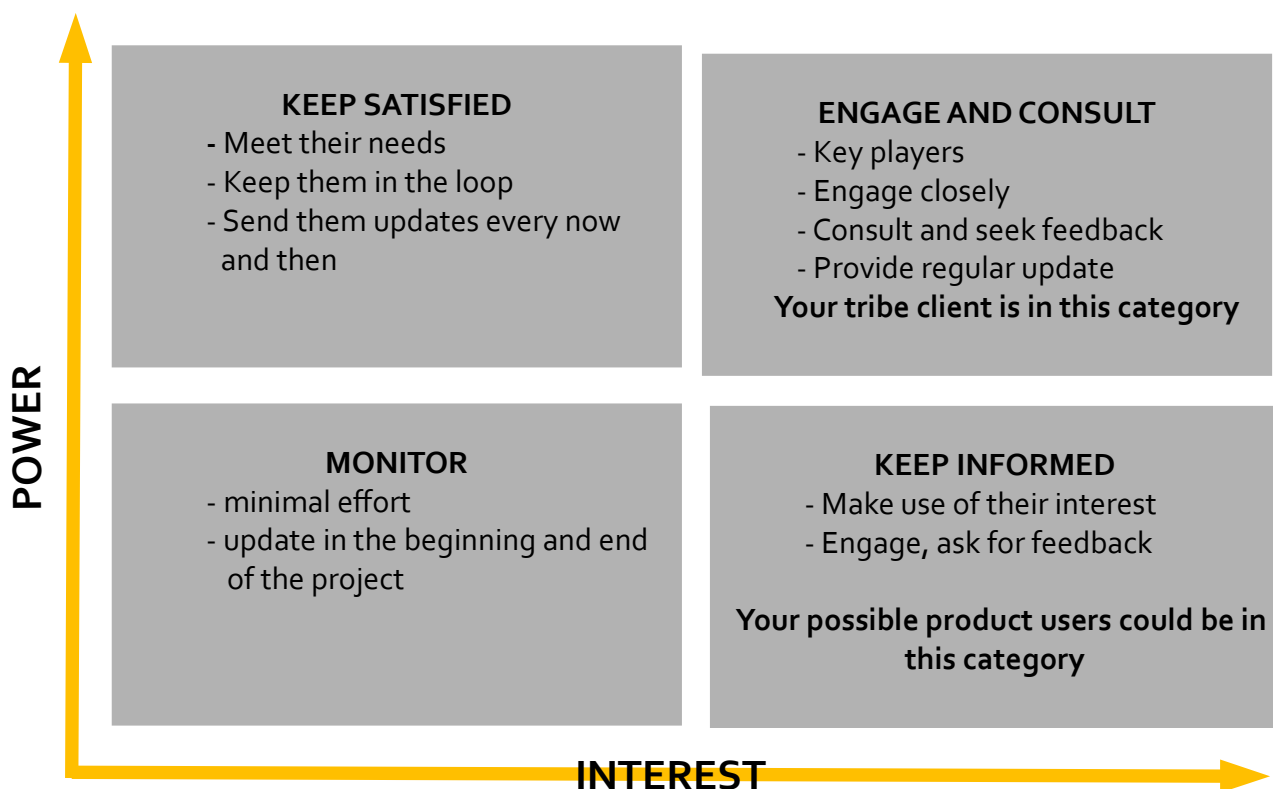 KEEP SATISFIED
- Meet their needs
- Keep them in the loop
- Send them updates every now
and then
ENGAGE AND CONSULT
- Key players
- Engage closely
- Consult and seek feedback
- Provide regular update
Your tribe client is in this category
POWER
MONITOR
- minimal effort
- update in the beginning and end
of the project
KEEP INFORMED
- Make use of their interest
- Engage, ask for feedback
Your possible product users could be in
this category
INTEREST